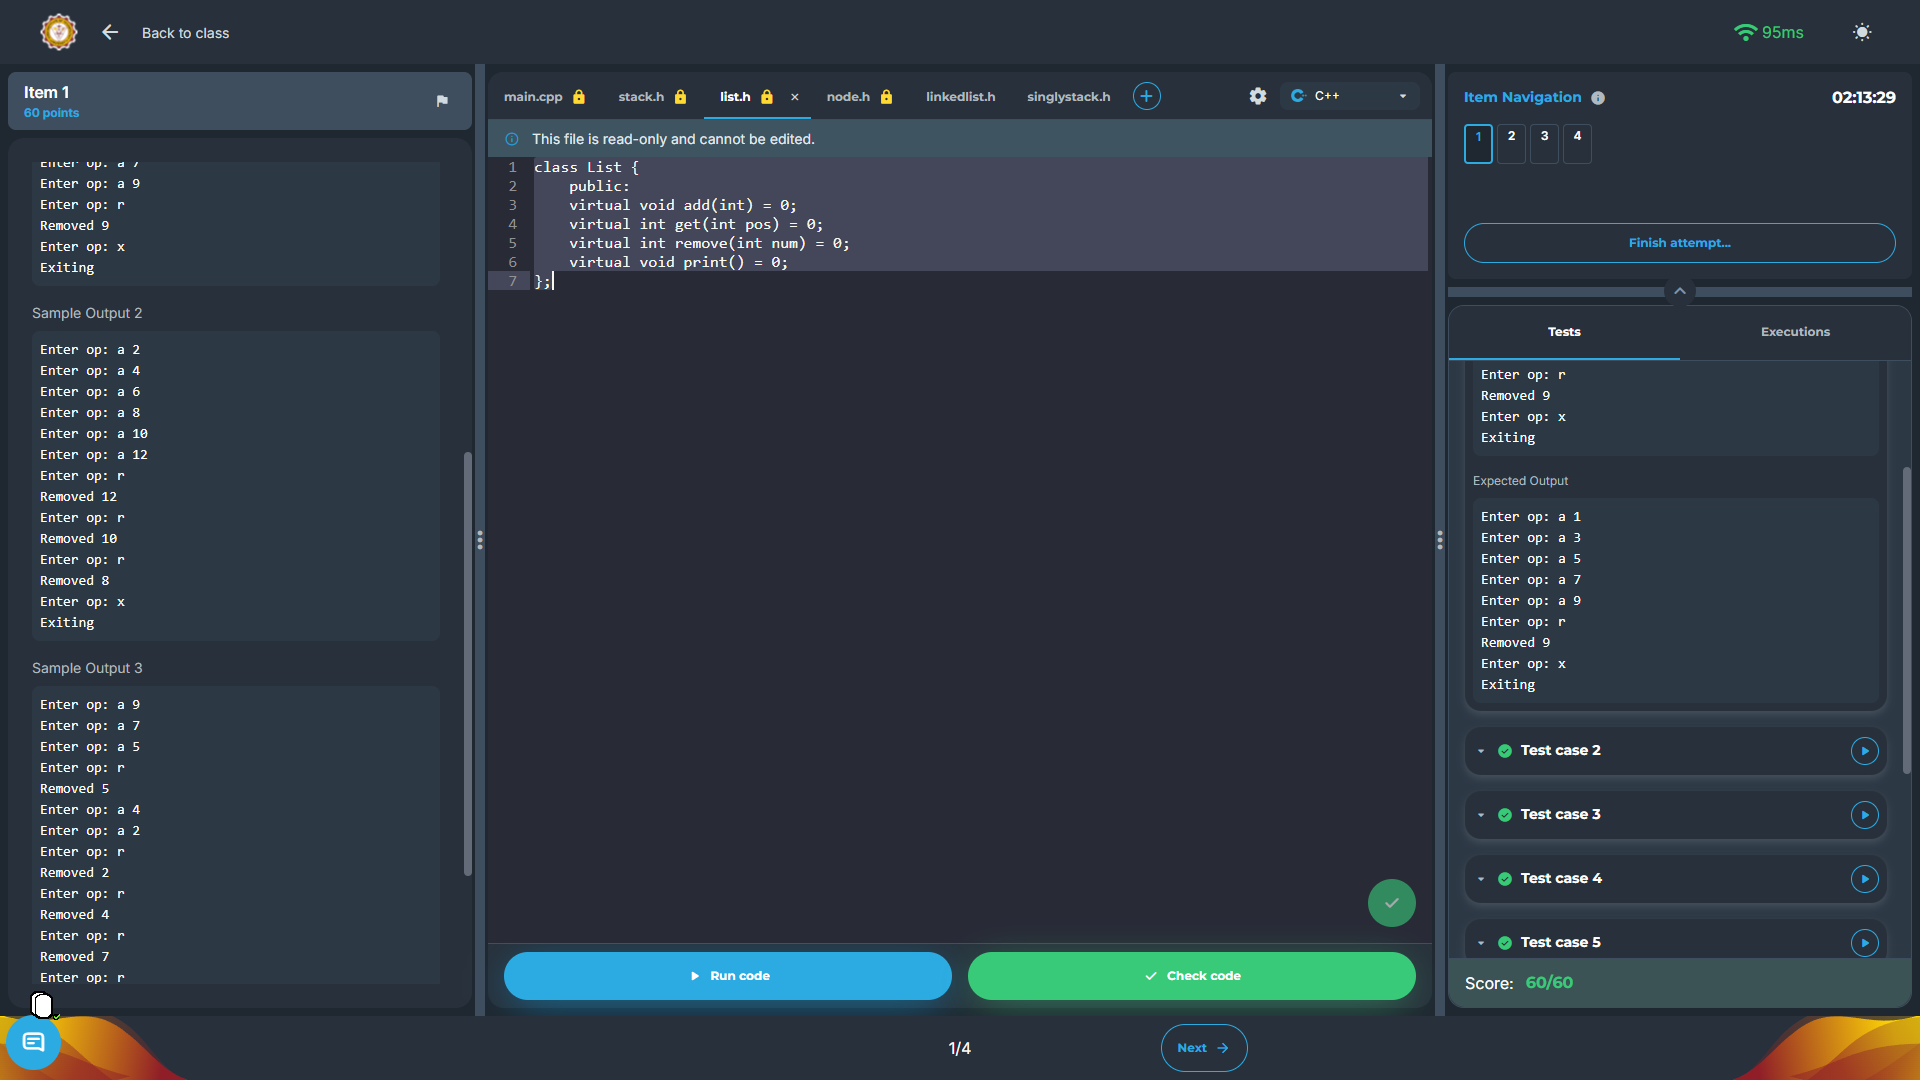 Back to class
95ms
Item 1
60 points
Enter op: a 7
Enter op: a 9
Enter op: r
Removed 9
Enter op: x
Exiting
Sample Output 2
Enter op: a 2
Enter op: a 4
Enter op: a 6
Enter op: a 8
Enter op: a 10
Enter op: a 12
Enter op: r
Removed 12
Enter op: r
Removed 10
Enter op: r
Removed 8
Enter op: x
Exiting
Sample Output 3
Enter op: a 9
Enter op: a 7
Enter op: a 5
Enter op: r
Removed 5
Enter op: a 4
Enter op: a 2
Enter op: r
Removed 2
Enter op: r
Removed 4
Enter op: r
Removed 7
Enter op: r
main.cpp stack.h list.h × node.h linkedlist.h singlystack.h + C++
This file is read-only and cannot be edited.
1 class List {
2     public:
3     virtual void add(int) = 0;
4     virtual int get(int pos) = 0;
5     virtual int remove(int num) = 0;
6     virtual void print() = 0;
7 };
Run code
Check code
Item Navigation
02:13:29
1 2 3 4
Finish attempt...
Tests Executions
Enter op: r
Removed 9
Enter op: x
Exiting
Expected Output
Enter op: a 1
Enter op: a 3
Enter op: a 5
Enter op: a 7
Enter op: a 9
Enter op: r
Removed 9
Enter op: x
Exiting
Test case 2
Test case 3
Test case 4
Test case 5
Score: 60/60
1/4
Next